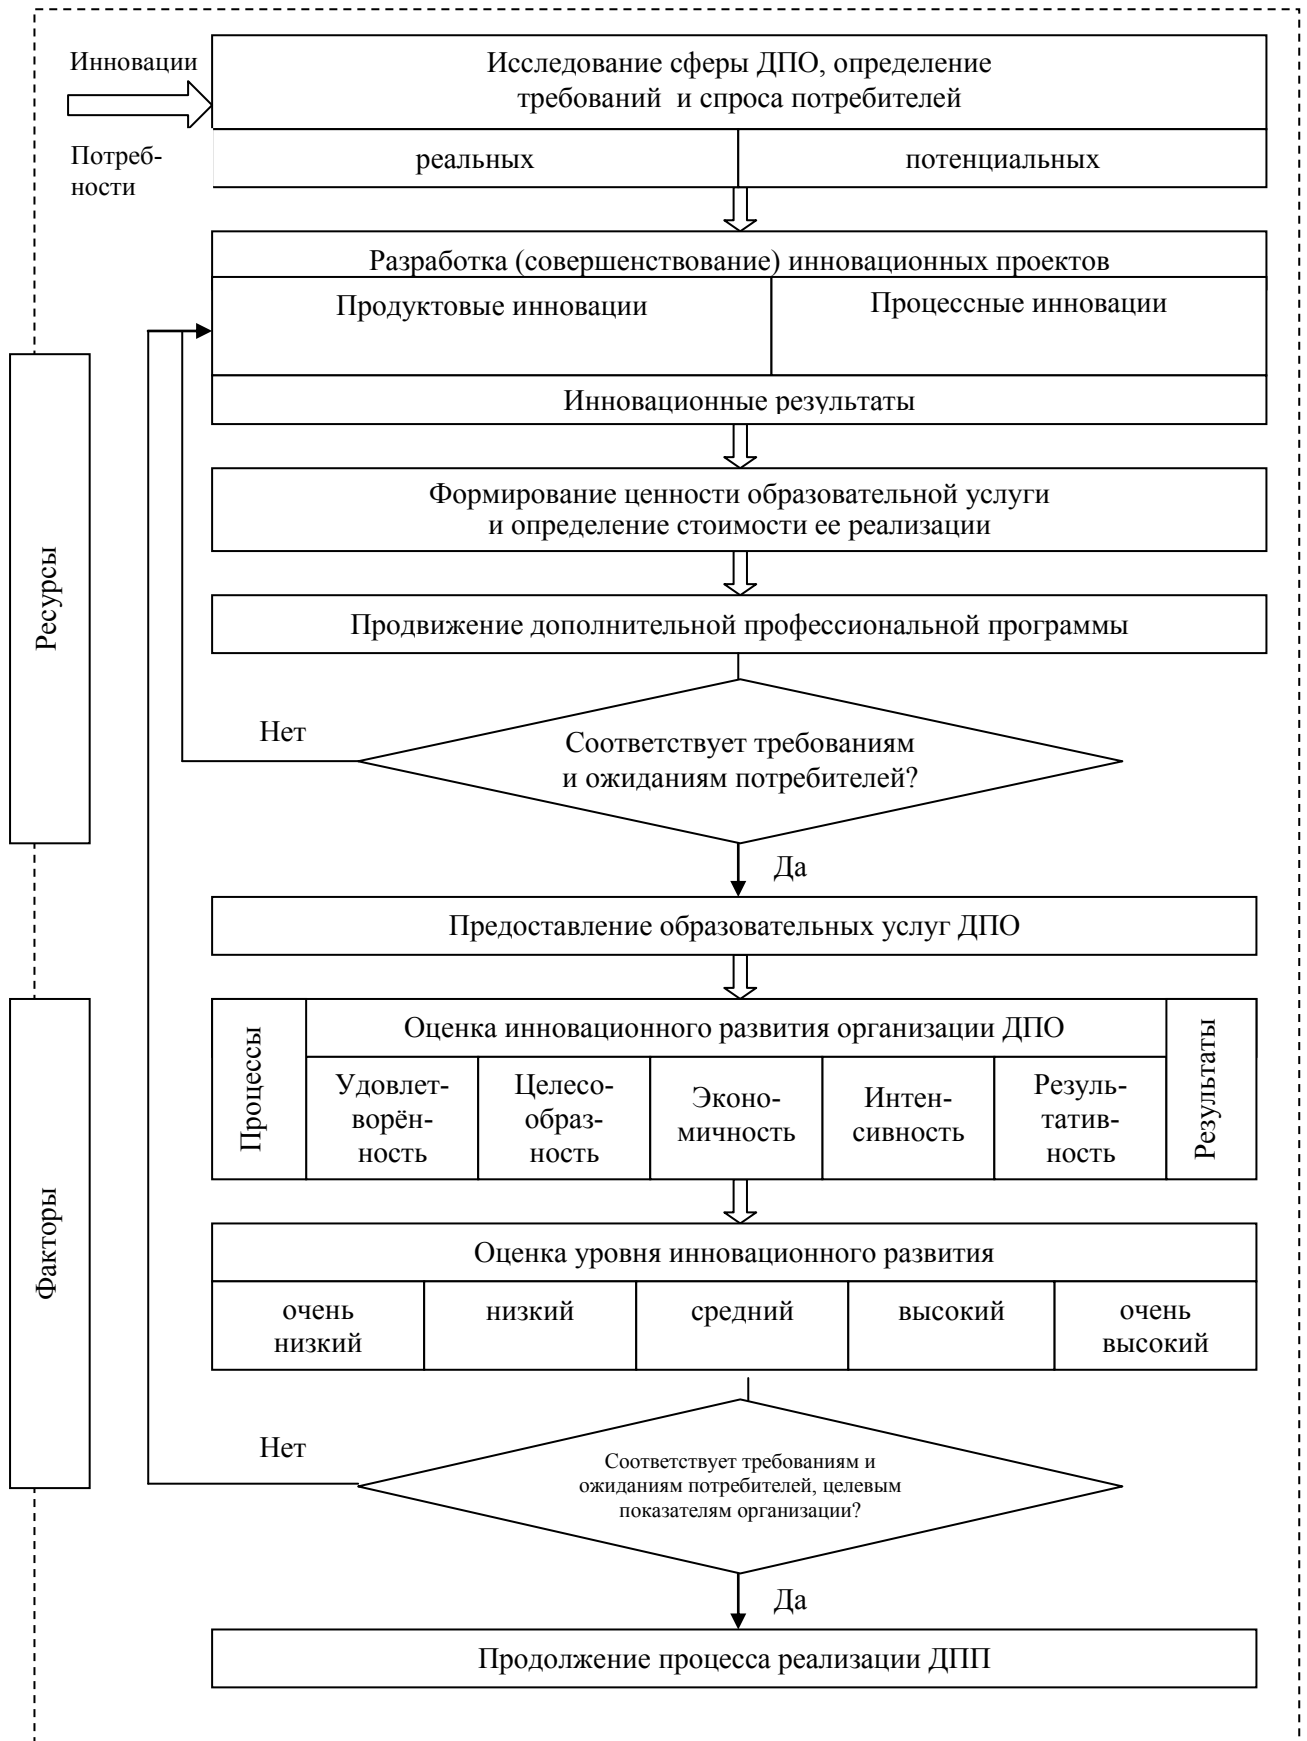 Инновации
Потреб-
ности
Исследование сферы ДПО, определение
требований и спроса потребителей
реальных
потенциальных
Разработка (совершенствование) инновационных проектов
Продуктовые инновации
Процессные инновации
Инновационные результаты
Формирование ценности образовательной услуги
и определение стоимости ее реализации
Продвижение дополнительной профессиональной программы
Ресурсы
Нет
Соответствует требованиям
и ожиданиям потребителей?
Да
Предоставление образовательных услуг ДПО
Факторы
Процессы
Оценка инновационного развития организации ДПО
Удовлет-
ворён-
ность
Целесо-
образ-
ность
Эконо-
мичность
Интен-
сивность
Резуль-
татив-
ность
Результаты
Оценка уровня инновационного развития
очень
низкий
низкий
средний
высокий
очень
высокий
Нет
Соответствует требованиям и
ожиданиям потребителей, целевым
показателям организации?
Да
Продолжение процесса реализации ДПП